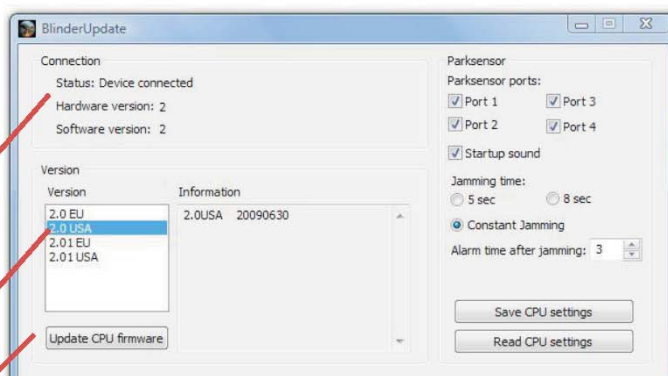 BlinderUpdate
Connection
Status: Device connected
Hardware version: 2
Software version: 2
Version
Version
Information
2.0 EU
2.0 USA
2.01 EU
2.01 USA
2.0USA 20090630
Update CPU firmware
Parksensor
Parksensor ports:
Port 1 Port 3
Port 2 Port 4
Startup sound
Jamming time:
5 sec 8 sec
Constant Jamming
Alarm time after jamming: 3
Save CPU settings
Read CPU settings